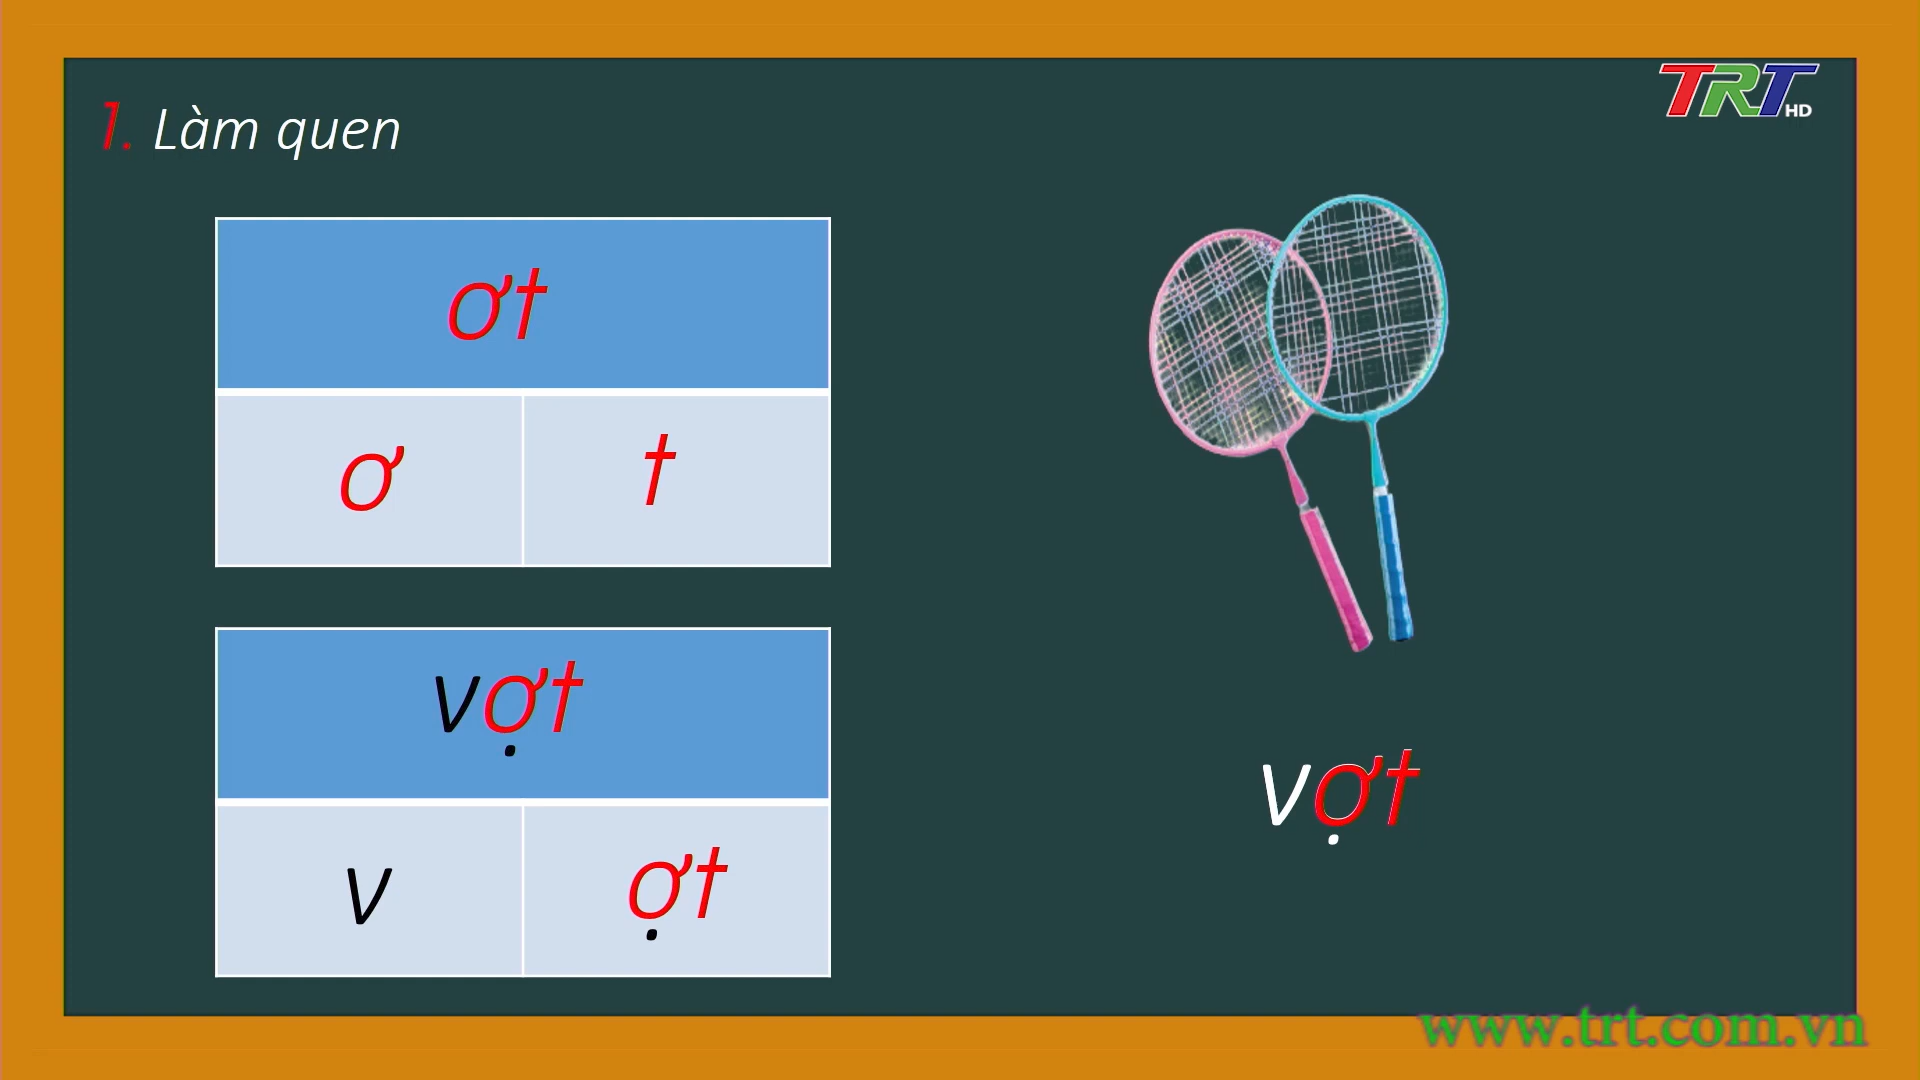 TRT HD
1. Làm quen
ơt
ơ t
vợt
v ợt
vợt
www.trt.com.vn